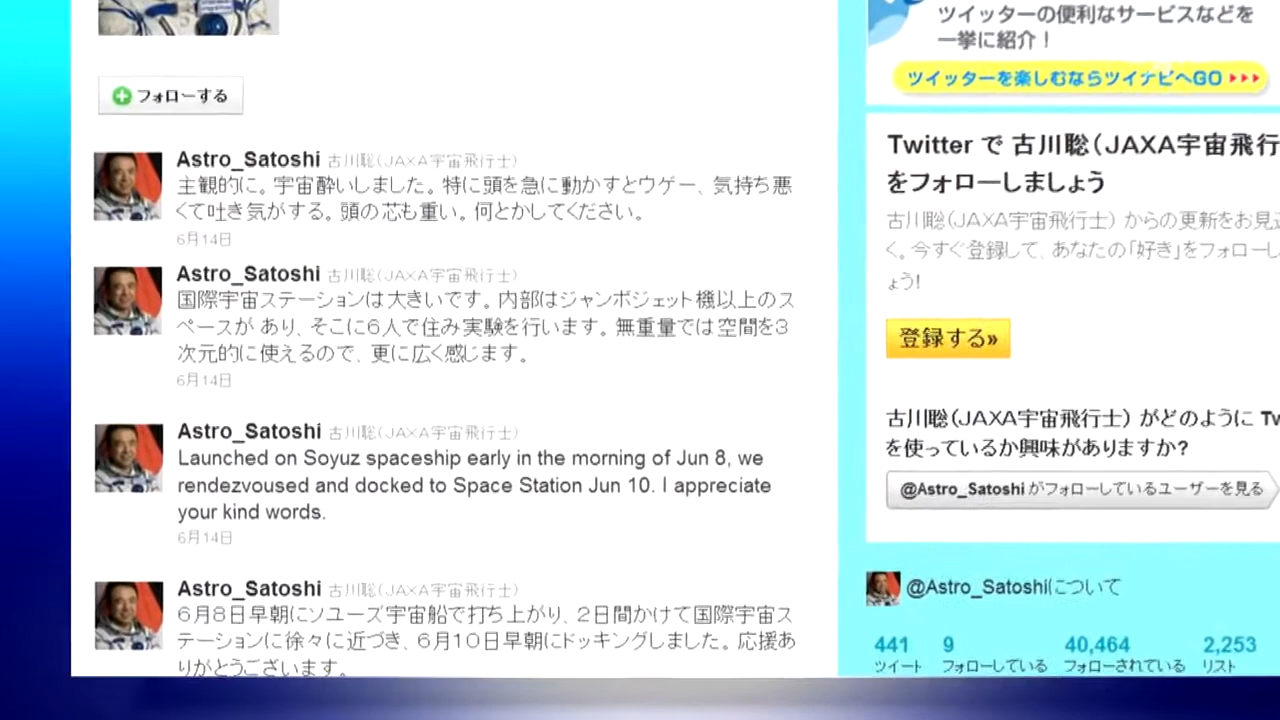 フォローする
Astro_Satoshi 古川聡(JAXA宇宙飛行士)
主観的に。宇宙酔いしました。特に頭を急に動かすとウゲー、気持ち悪
くて吐き気がする。頭の芯も重い。何とかしてください。
6月14日
Astro_Satoshi 古川聡(JAXA宇宙飛行士)
国際宇宙ステーションは大きいです。内部はジャンボジェット機以上のス
ペースがあり、そこに6人で住み実験を行います。無重量では空間を3
次元的に使えるので、更に広く感じます。
6月14日
Astro_Satoshi 古川聡(JAXA宇宙飛行士)
Launched on Soyuz spaceship early in the morning of Jun 8, we
rendezvoused and docked to Space Station Jun 10. I appreciate
your kind words.
6月14日
Astro_Satoshi 古川聡(JAXA宇宙飛行士)
6月8日早朝にソユーズ宇宙船で打ち上がり、2日間かけて国際宇宙ス
テーションに徐々に近づき、6月10日早朝にドッキングしました。応援あ
りがとうございます。
ツイッターの便利なサービスなどを
一挙に紹介!
ツイッターを楽しむならツイナビへGO
Twitter で 古川聡(JAXA宇宙飛行
をフォローしましょう
古川聡(JAXA宇宙飛行士) からの更新をお見逃
く。今すぐ登録して、あなたの「好き」をフォローし
ょう!
登録する»
古川聡(JAXA宇宙飛行士) がどのように Tw
を使っているか興味がありますか?
@Astro_Satoshi がフォローしているユーザーを見る
@Astro_Satoshiについて
441 9 40,464 2,253
ツイート フォローしている フォローされている リスト